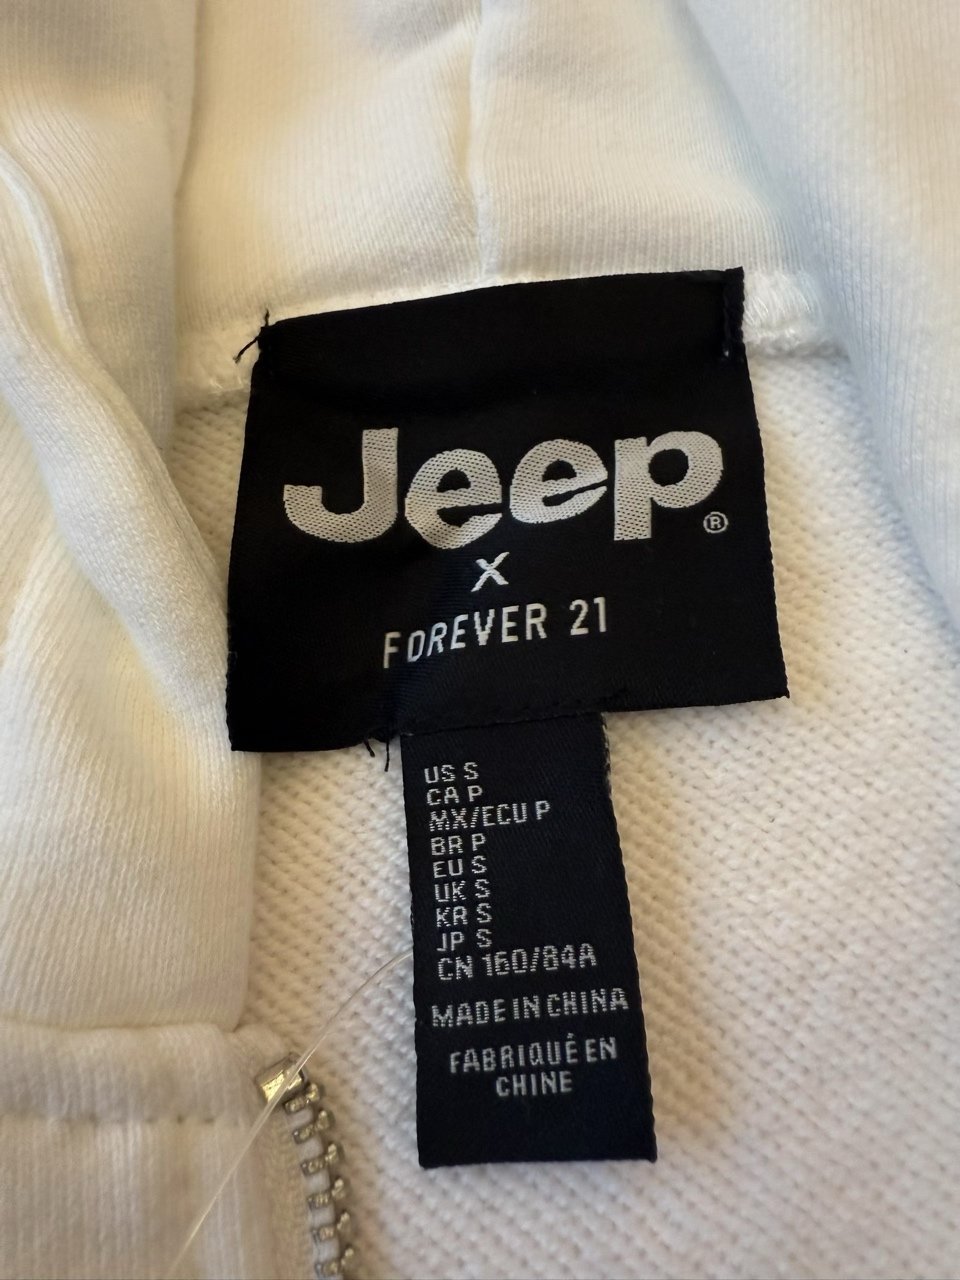 Jeep®
X
FOREVER 21
US S
CA P
MX/ECU P
BR P
EU S
UK S
KR S
JP S
CN 160/84A
MADE IN CHINA
FABRIQUÉ EN
CHINE